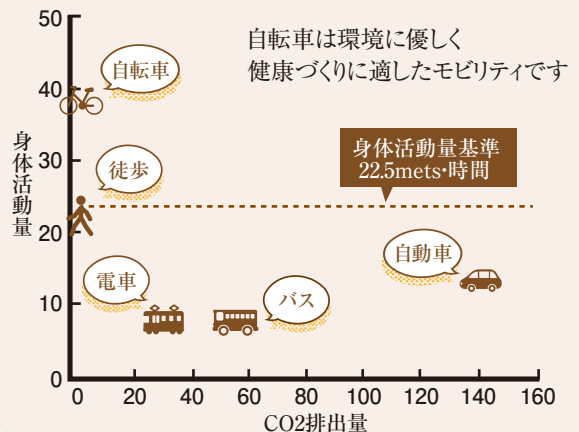 自転車は環境に優しく
健康づくりに適したモビリティです
身体活動量
50
40
30
20
10
0
自転車
徒歩
身体活動量基準
22.5mets・時間
電車
バス
自動車
0 20 40 60 80 100 120 140 160
CO2排出量